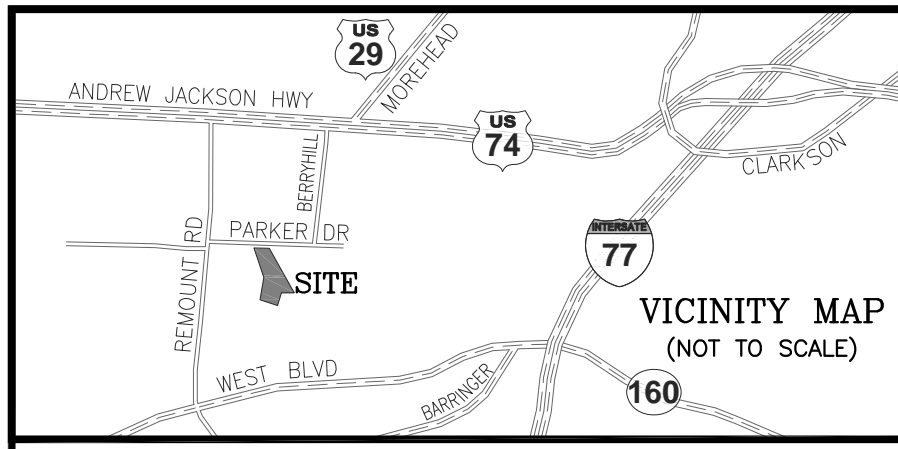 US
29
MOREHEAD
ANDREW JACKSON HWY
US
74
BERRYHILL
CLARKSON
REMOUNT RD
PARKER DR
INTERSATE
77
SITE
VICINITY MAP
(NOT TO SCALE)
WEST BLVD
BARRINGER
160